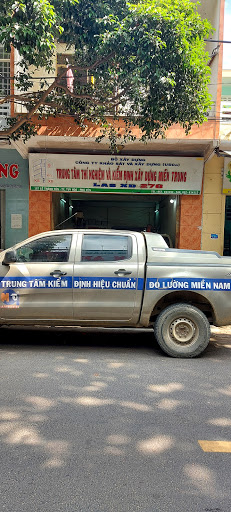 BỘ XÂY DỰNG
CÔNG TY KHẢO SÁT VÀ XÂY DỰNG (USCo)
TRUNG TÂM THÍ NGHIỆM VÀ KIỂM ĐỊNH XÂY DỰNG MIỀN TRUNG
LAS XD 270
NG
TRUNG TÂM KIỂM ĐỊNH HIỆU CHUẨN ĐO LƯỜNG MIỀN NAM